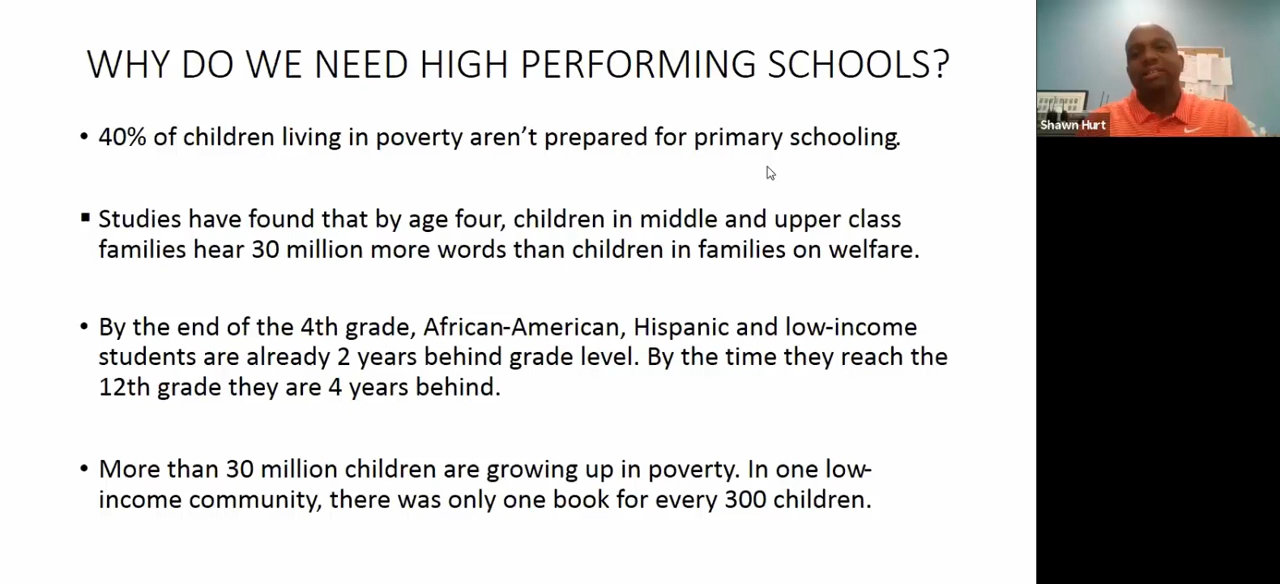 WHY DO WE NEED HIGH PERFORMING SCHOOLS?
• 40% of children living in poverty aren’t prepared for primary schooling.
▪ Studies have found that by age four, children in middle and upper class
families hear 30 million more words than children in families on welfare.
• By the end of the 4th grade, African-American, Hispanic and low-income
students are already 2 years behind grade level. By the time they reach the
12th grade they are 4 years behind.
• More than 30 million children are growing up in poverty. In one low-
income community, there was only one book for every 300 children.
Shawn Hurt